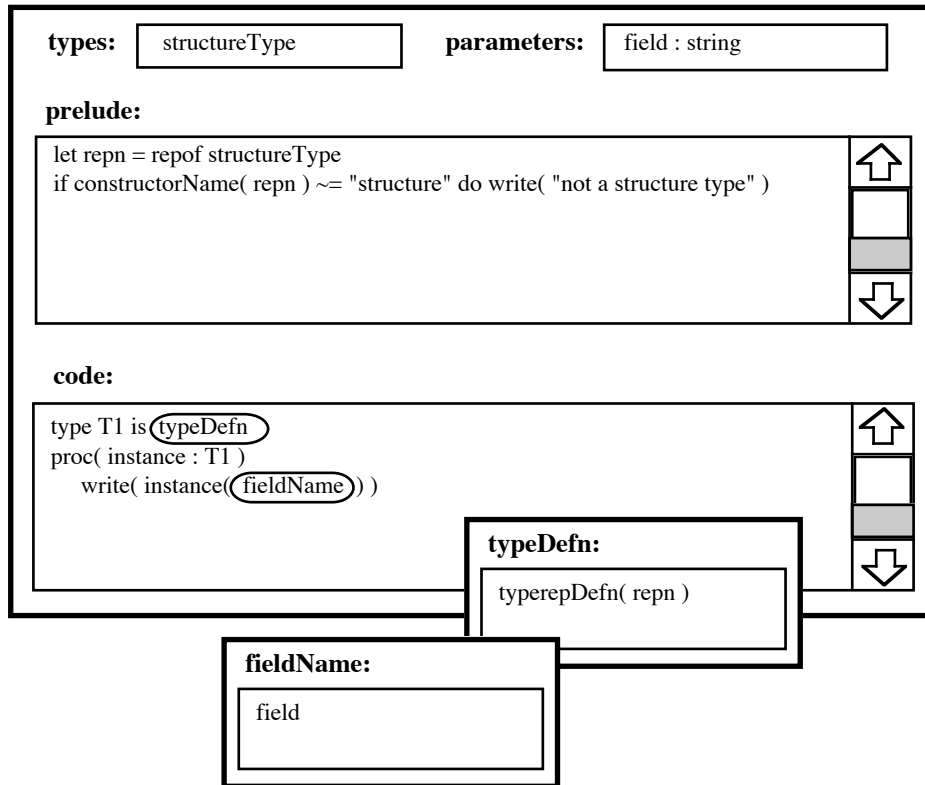 types: structureType parameters: field : string
prelude:
let repn = repof structureType
if constructorName( repn ) ~= "structure" do write( "not a structure type" )
code:
type T1 is typeDefn
proc( instance : T1 )
write( instance( fieldName ) )
typeDefn:
typerepDefn( repn )
fieldName:
field